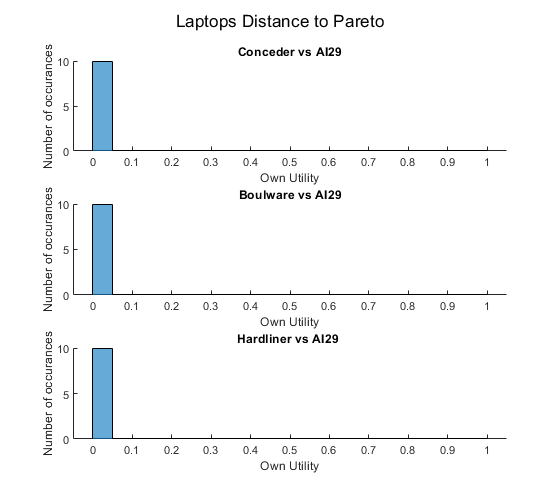 Laptops Distance to Pareto
Conceder vs AI29
Number of occurances
10
5
0
0 0.1 0.2 0.3 0.4 0.5 0.6 0.7 0.8 0.9 1
Own Utility
Boulware vs AI29
Number of occurances
10
5
0
0 0.1 0.2 0.3 0.4 0.5 0.6 0.7 0.8 0.9 1
Own Utility
Hardliner vs AI29
Number of occurances
10
5
0
0 0.1 0.2 0.3 0.4 0.5 0.6 0.7 0.8 0.9 1
Own Utility